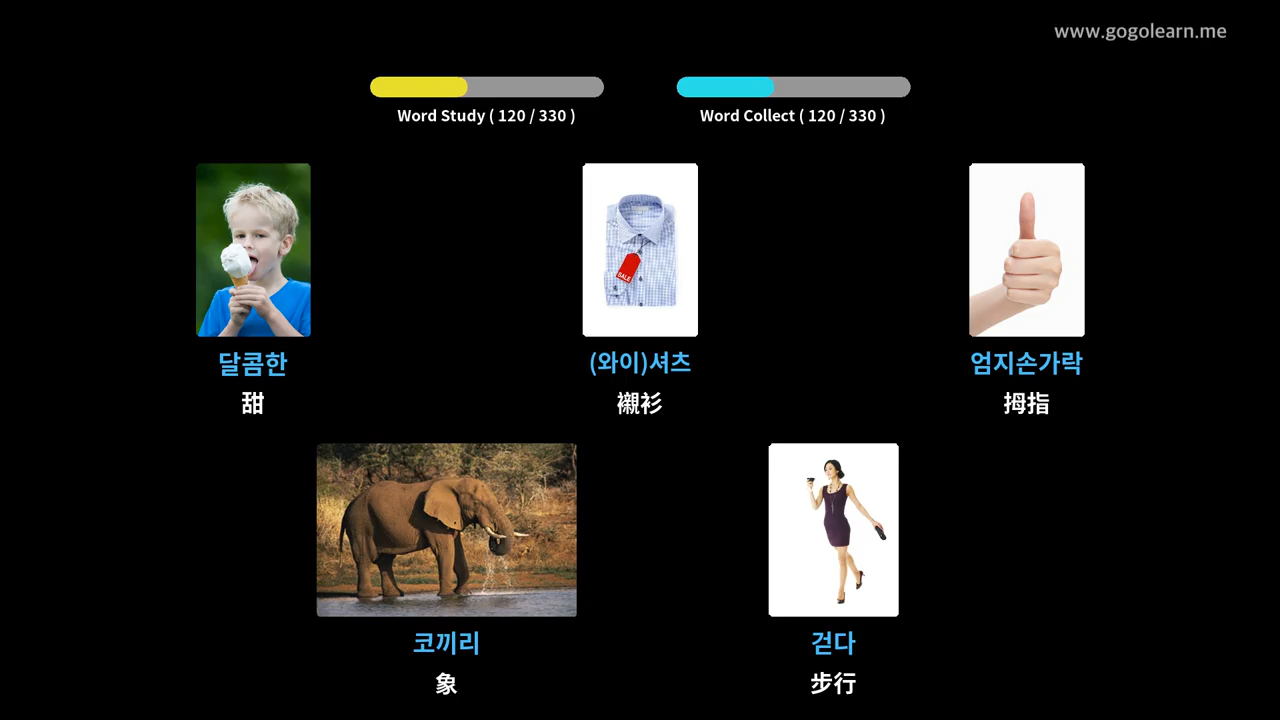 www.gogolearn.me
Word Study ( 120 / 330 )
Word Collect ( 120 / 330 )
달콤한
甜
(와이)셔츠
襯衫
SALE
엄지손가락
拇指
코끼리
象
걷다
步行